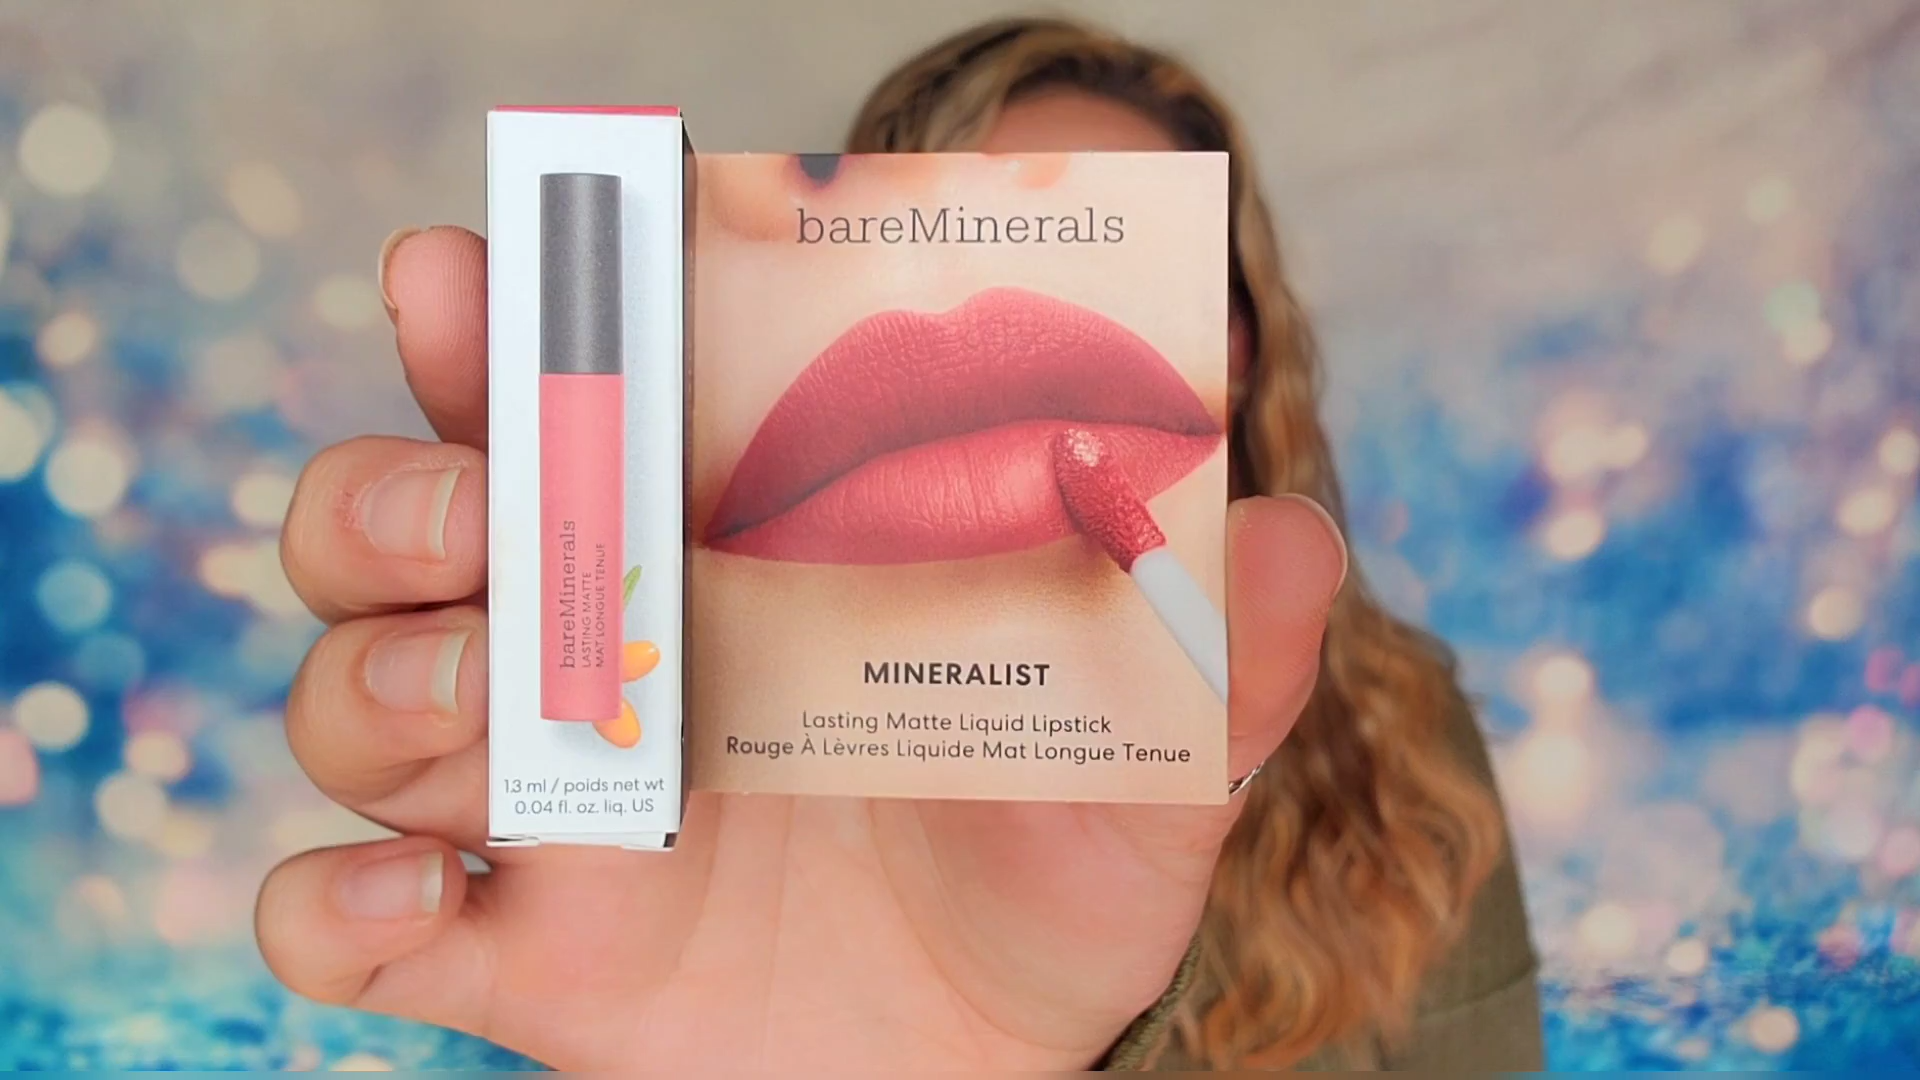 bareMinerals
LASTING MATTE
MAT LONGUE TENUE
1.3 ml / poids net wt
0.04 fl. oz. liq. US
bareMinerals
MINERALIST
Lasting Matte Liquid Lipstick
Rouge À Lèvres Liquide Mat Longue Tenue